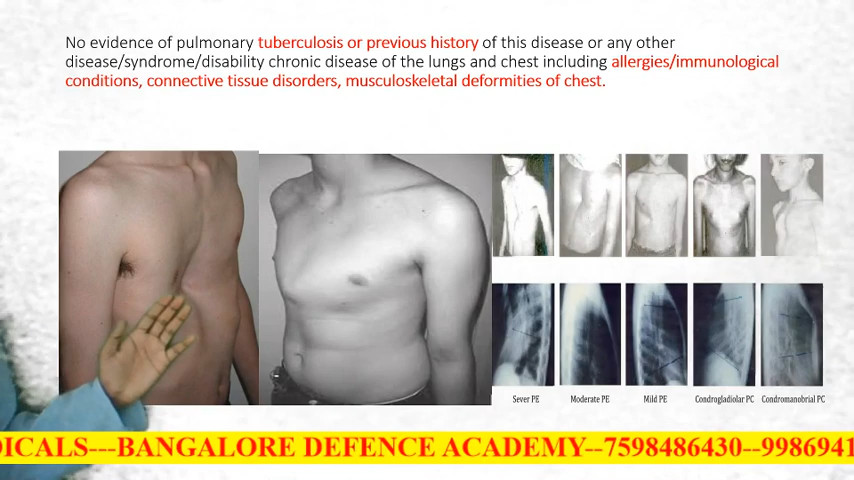 No evidence of pulmonary tuberculosis or previous history of this disease or any other
disease/syndrome/disability chronic disease of the lungs and chest including allergies/immunological
conditions, connective tissue disorders, musculoskeletal deformities of chest.
Sever PE Moderate PE Mild PE Condrogladiolar PC Condromanobrial PC
DICALS---BANGALORE DEFENCE ACADEMY--7598486430--9986941